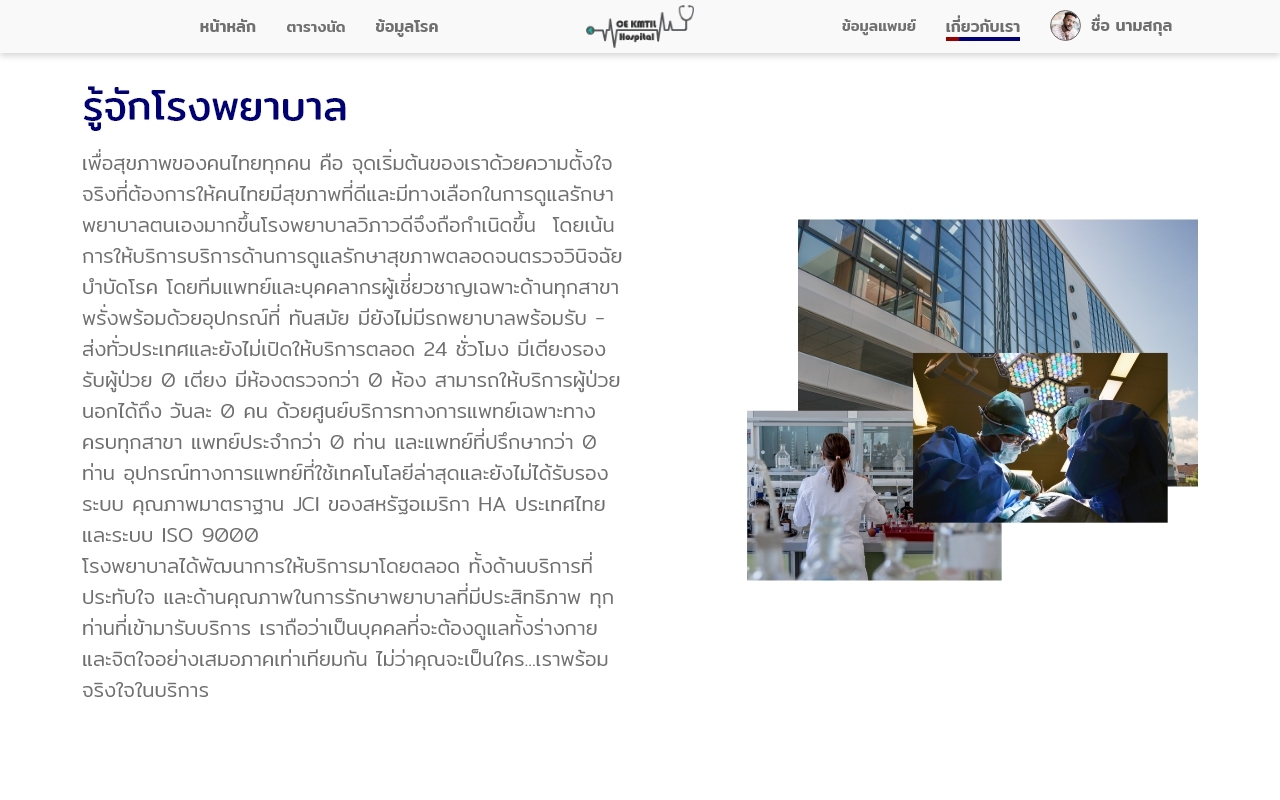 หน้าหลัก ตารางนัด ข้อมูลโรค OE KMTIL Hospital ข้อมูลแพมย์ เกี่ยวกับเรา ชื่อ นามสกุล
รู้จักโรงพยาบาล
เพื่อสุขภาพของคนไทยทุกคน คือ จุดเริ่มต้นของเราด้วยความตั้งใจ
จริงที่ต้องการให้คนไทยมีสุขภาพที่ดีและมีทางเลือกในการดูแลรักษา
พยาบาลตนเองมากขึ้นโรงพยาบาลวิภาวดีจึงถือกำเนิดขึ้น โดยเน้น
การให้บริการบริการด้านการดูแลรักษาสุขภาพตลอดจนตรวจวินิจฉัย
บำบัดโรค โดยทีมแพทย์และบุคคลากรผู้เชี่ยวชาญเฉพาะด้านทุกสาขา
พรั่งพร้อมด้วยอุปกรณ์ที่ ทันสมัย มียังไม่มีรถพยาบาลพร้อมรับ -
ส่งทั่วประเทศและยังไม่เปิดให้บริการตลอด 24 ชั่วโมง มีเตียงรอง
รับผู้ป่วย 0 เตียง มีห้องตรวจกว่า 0 ห้อง สามารถให้บริการผู้ป่วย
นอกได้ถึง วันละ 0 คน ด้วยศูนย์บริการทางการแพทย์เฉพาะทาง
ครบทุกสาขา แพทย์ประจำกว่า 0 ท่าน และแพทย์ที่ปรึกษากว่า 0
ท่าน อุปกรณ์ทางการแพทย์ที่ใช้เทคโนโลยีล่าสุดและยังไม่ได้รับรอง
ระบบ คุณภาพมาตราฐาน JCI ของสหรัฐอเมริกา HA ประเทศไทย
และระบบ ISO 9000
โรงพยาบาลได้พัฒนาการให้บริการมาโดยตลอด ทั้งด้านบริการที่
ประทับใจ และด้านคุณภาพในการรักษาพยาบาลที่มีประสิทธิภาพ ทุก
ท่านที่เข้ามารับบริการ เราถือว่าเป็นบุคคลที่จะต้องดูแลทั้งร่างกาย
และจิตใจอย่างเสมอภาคเท่าเทียมกัน ไม่ว่าคุณจะเป็นใคร...เราพร้อม
จริงใจในบริการ